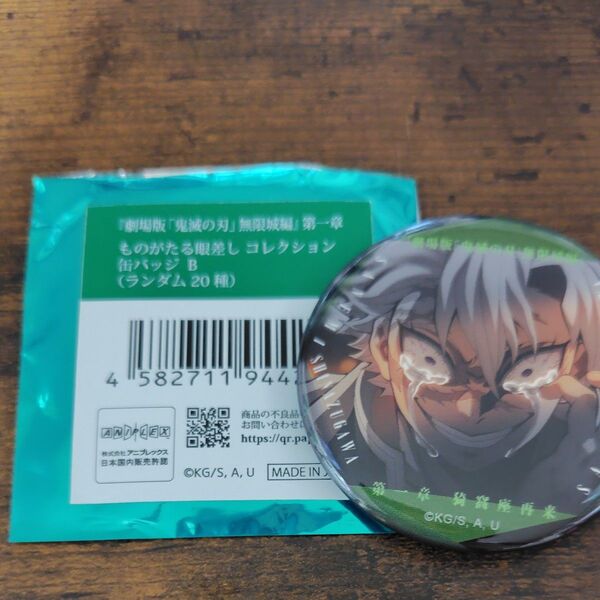 『劇場版「鬼滅の刃」無限城編』第一章
ものがたる眼差し コレクション
缶バッジ B
(ランダム20種)
4 582711 944
ANIPLEX
株式会社アニプレックス
日本国内販売許諾
商品の不良品
お問い合わせ
https://qr.pa
©KG/S, A, U
MADE IN
第一章 猗窩座再来
©KG/S, A, U